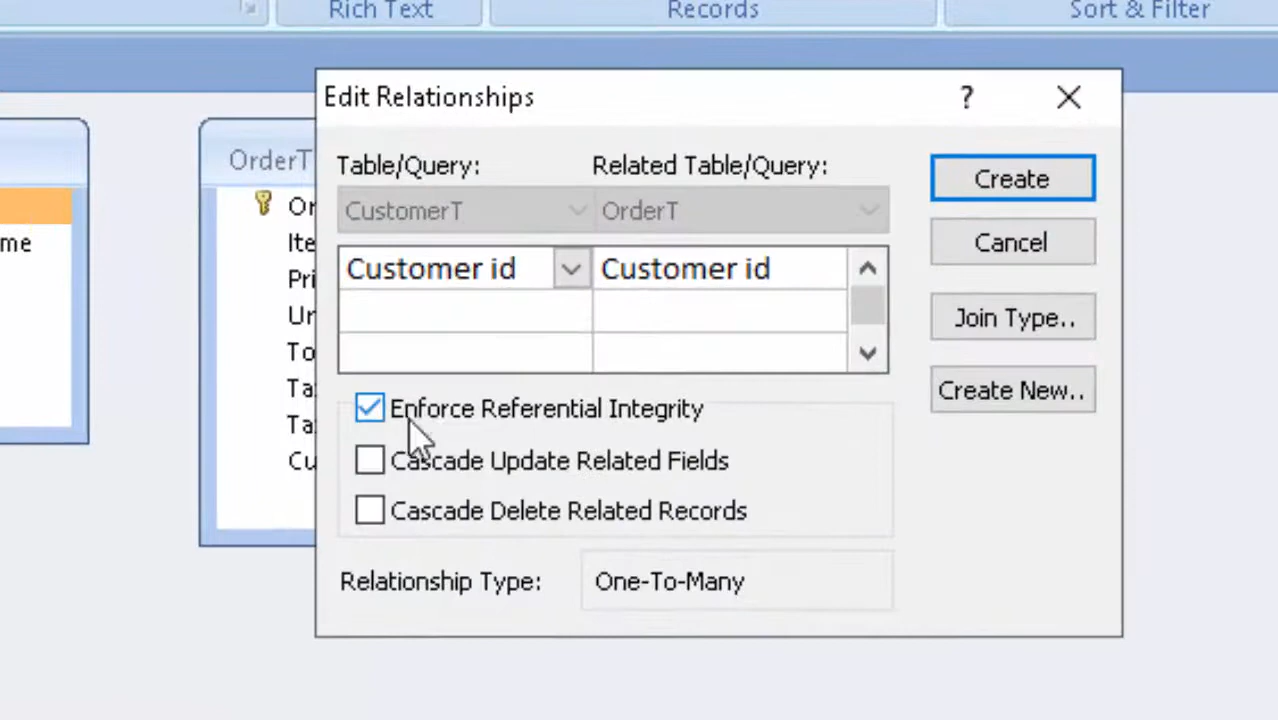 Rich Text Records Sort & Filter
Edit Relationships ?
OrderT
Table/Query: Related Table/Query:
Create
CustomerT OrderT
Cancel
Customer id Customer id
Join Type..
Create New..
Enforce Referential Integrity
Cascade Update Related Fields
Cascade Delete Related Records
Relationship Type: One-To-Many